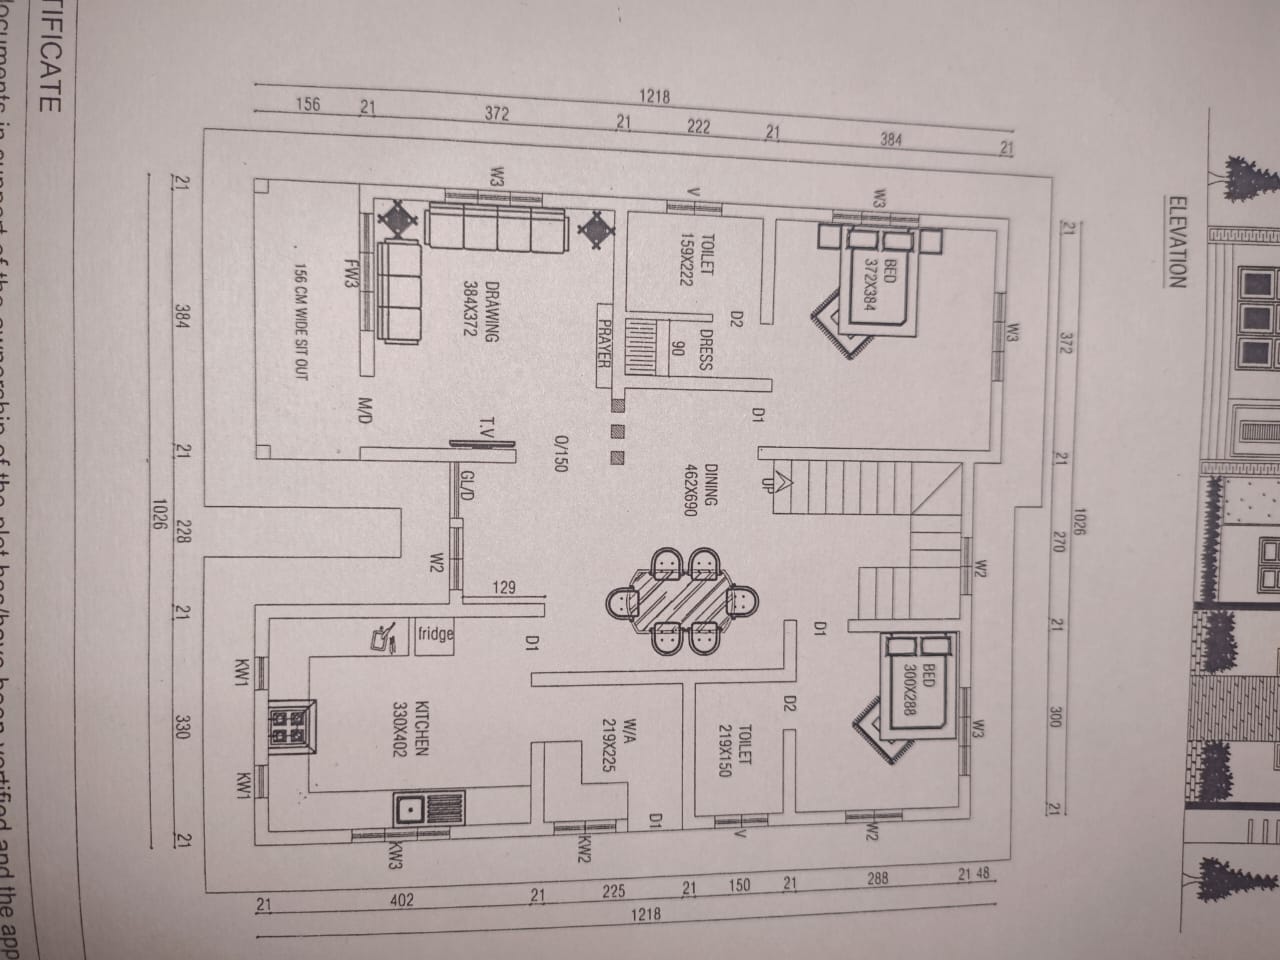 TIFICATE
documents in support of the ownership of the plot has/have been vertified and the app
ELEVATION
1218
156
21
372
21
222
21
384
21
21
384
21
228
21
330
21
1026
21
372
21
270
21
300
21
1026
W3
V
W3
W3
FW3
156 CM WIDE SIT OUT
DRAWING
384X372
M/D
T.V
PRAYER
TOILET
159X222
D2
DRESS
90
BED
372X384
D1
0/150
DINING
462X690
UP
GL/D
W2
129
W2
D1
D1
fridge
KITCHEN
330X402
KW1
KW1
KW3
W/A
219X225
D1
KW2
TOILET
219X150
V
D2
BED
300X288
W3
W2
21
402
21
225
21
150
21
288
21
48
1218